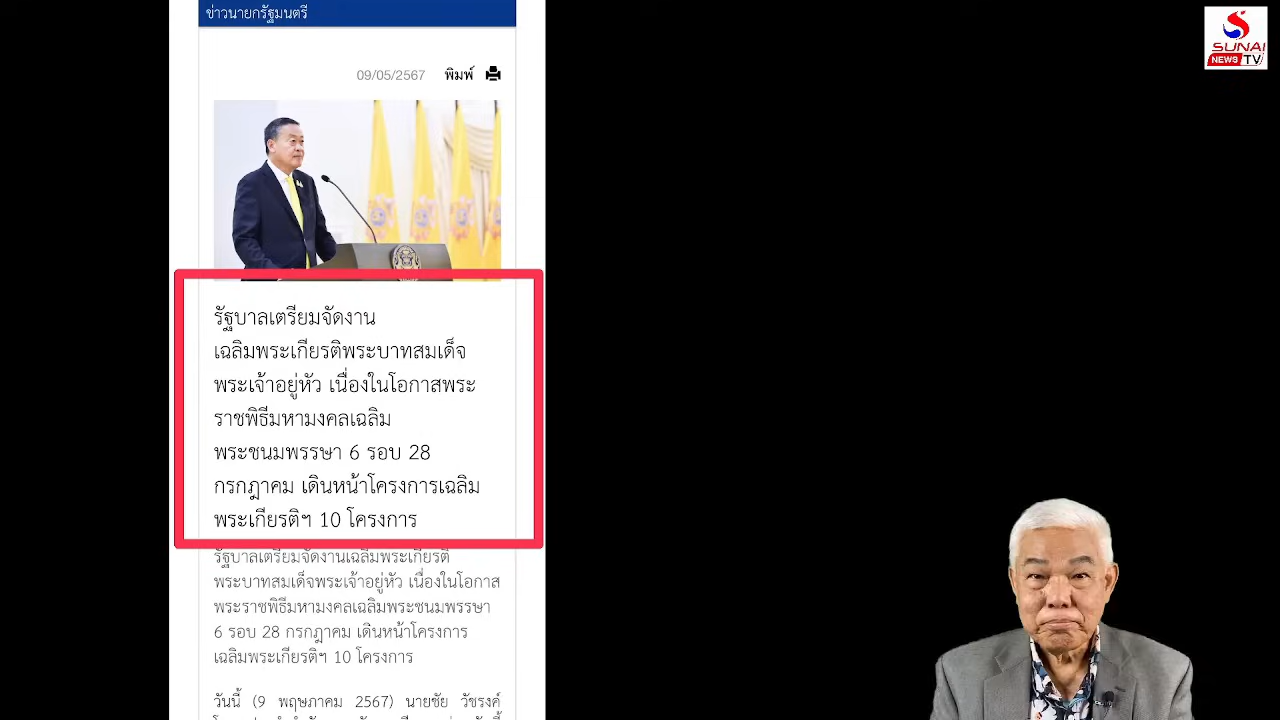 ข่าวนายกรัฐมนตรี
09/05/2567 พิมพ์
SUNAI
NEWS TV
รัฐบาลเตรียมจัดงาน
เฉลิมพระเกียรติพระบาทสมเด็จ
พระเจ้าอยู่หัว เนื่องในโอกาสพระ
ราชพิธีมหามงคลเฉลิม
พระชนมพรรษา 6 รอบ 28
กรกฎาคม เดินหน้าโครงการเฉลิม
พระเกียรติฯ 10 โครงการ
รัฐบาลเตรียมจัดงานเฉลิมพระเกียรติ
พระบาทสมเด็จพระเจ้าอยู่หัว เนื่องในโอกาส
พระราชพิธีมหามงคลเฉลิมพระชนมพรรษา
6 รอบ 28 กรกฎาคม เดินหน้าโครงการ
เฉลิมพระเกียรติฯ 10 โครงการ
วันนี้ (9 พฤษภาคม 2567) นายชัย วัชรงค์